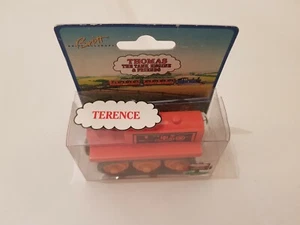 THOMAS
THE TANK ENGINE
& FRIENDS
TERENCE